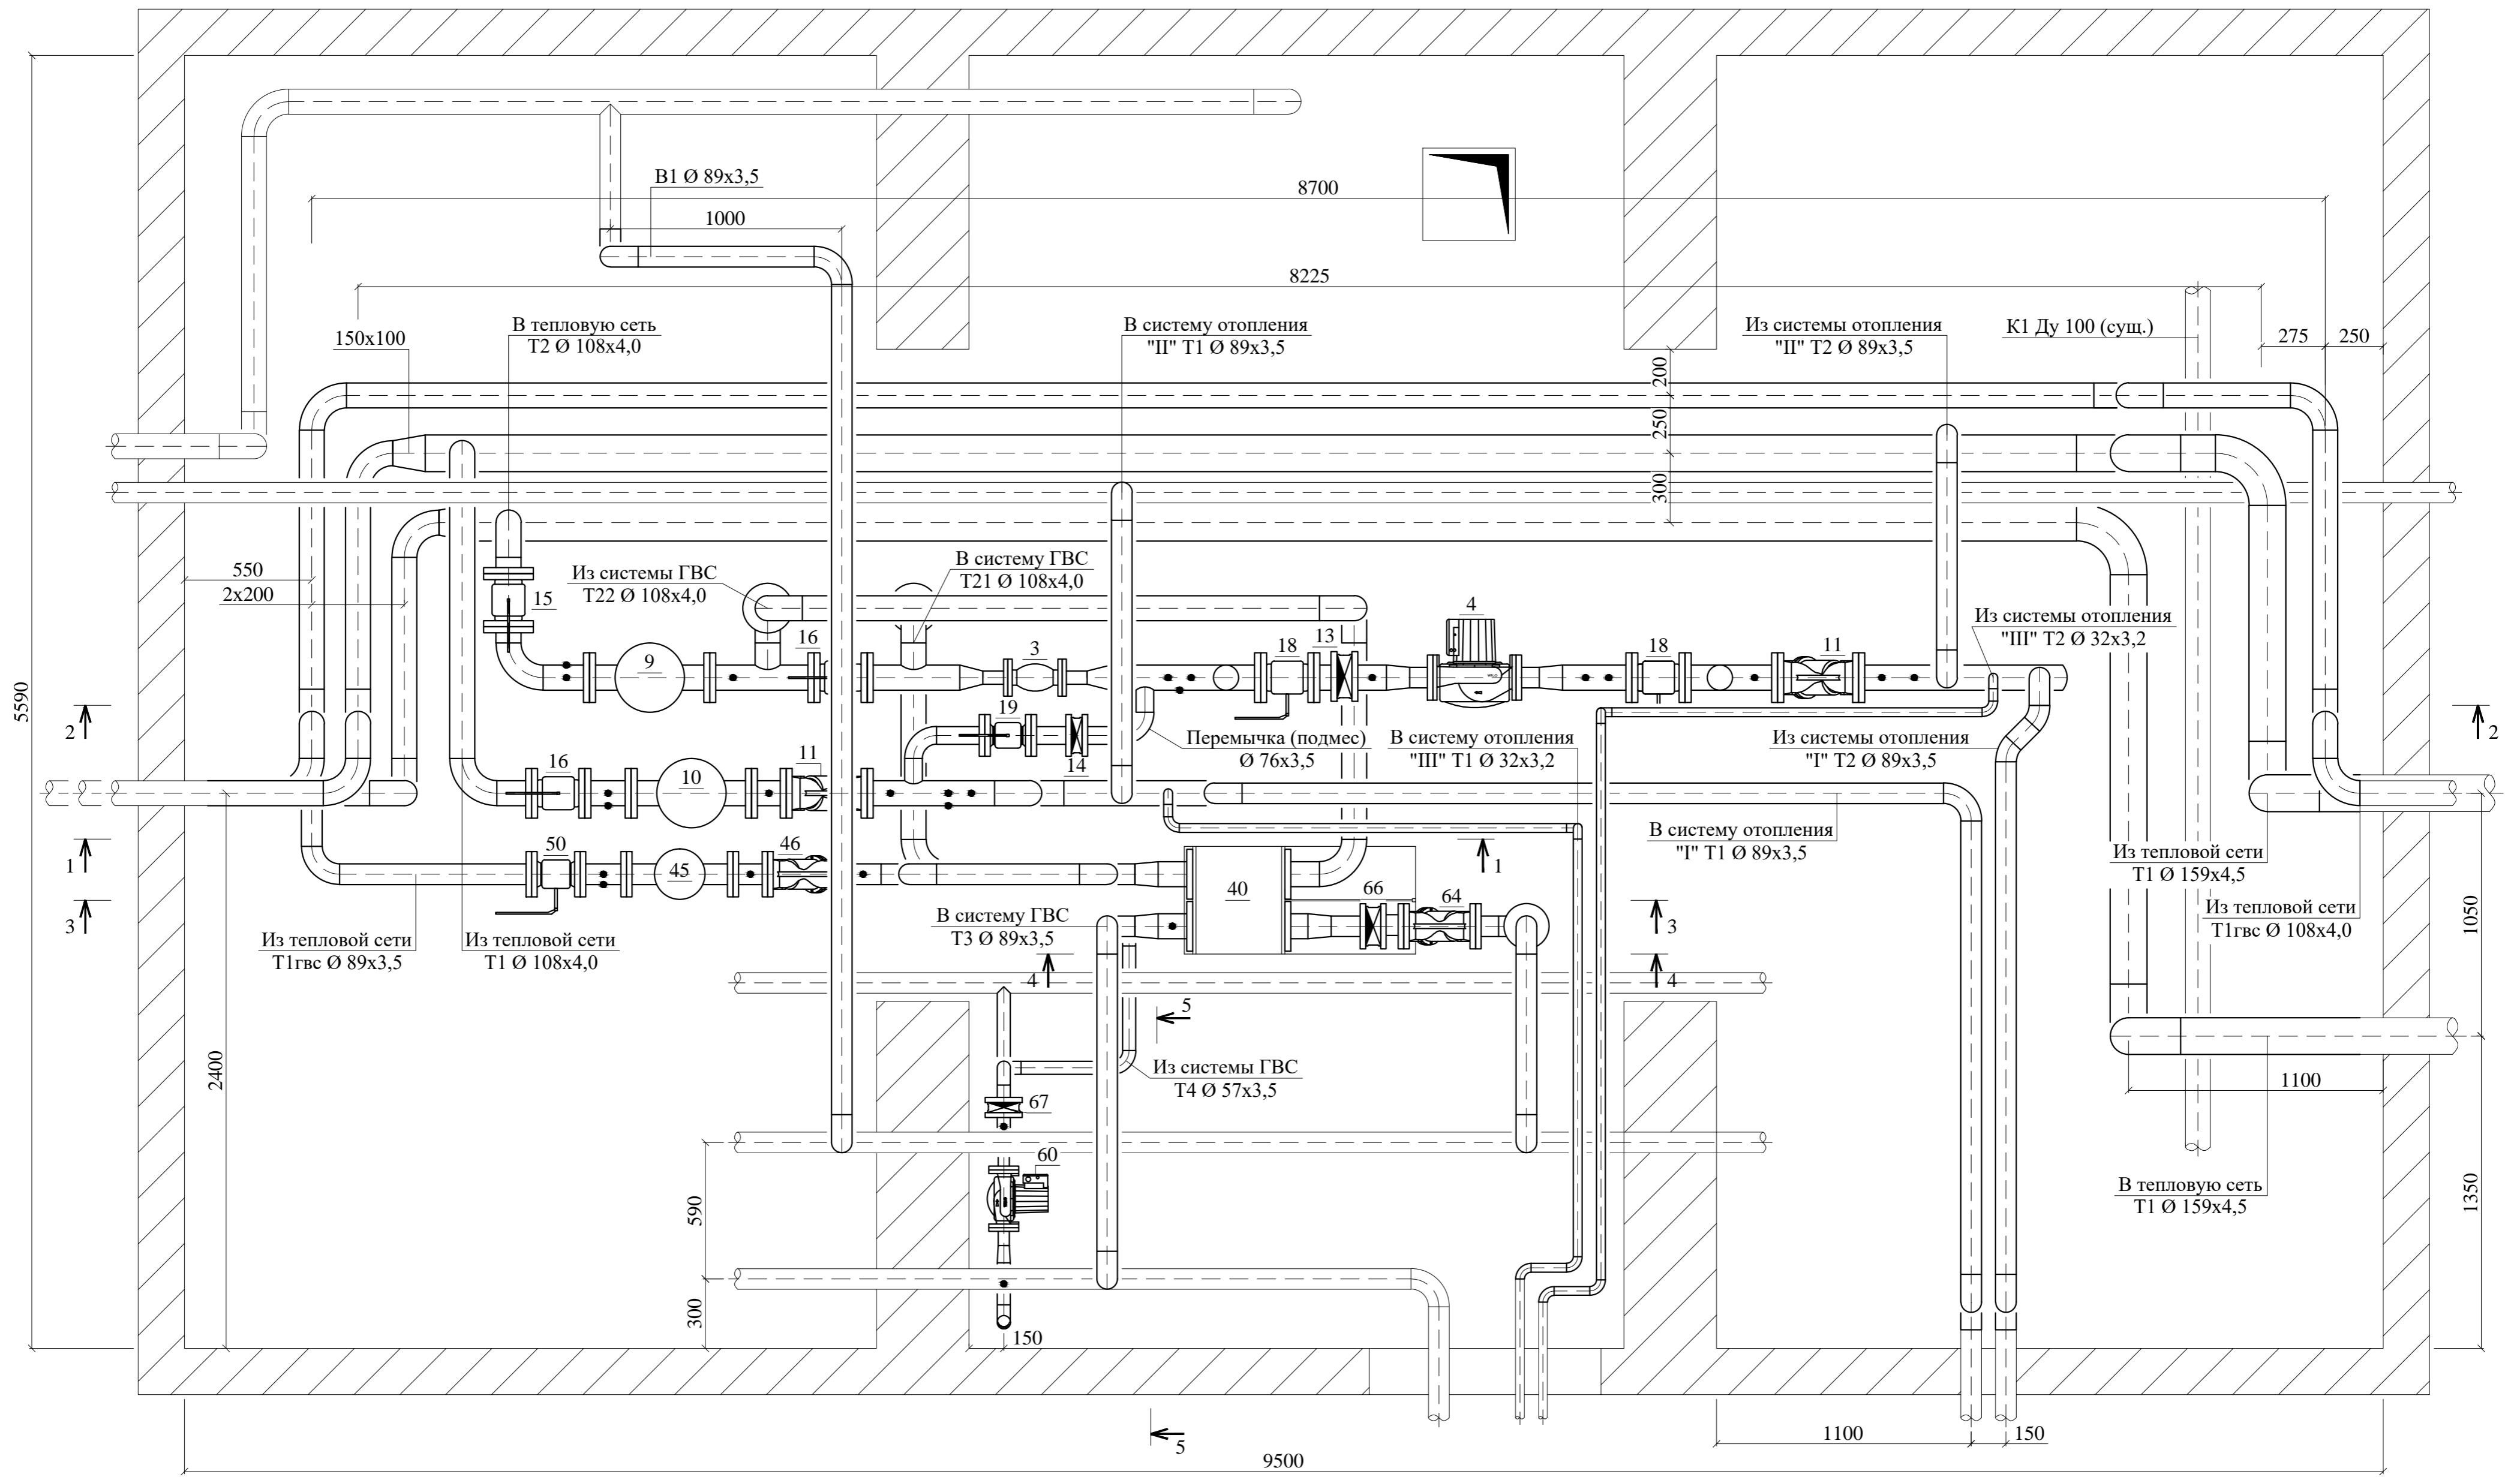 В1 Ø 89х3,5
8700
1000
8225
150х100
В тепловую сеть
Т2 Ø 108х4,0
В систему отопления
"II" Т1 Ø 89х3,5
Из системы отопления
"II" Т2 Ø 89х3,5
К1 Ду 100 (сущ.)
275
250
200
250
300
550
2х200
15
Из системы ГВС
Т22 Ø 108х4,0
В систему ГВС
Т21 Ø 108х4,0
4
Из системы отопления
"III" Т2 Ø 32х3,2
9
16
3
18
13
18
11
5590
2
19
14
Перемычка (подмес)
Ø 76х3,5
В систему отопления
"III" Т1 Ø 32х3,2
Из системы отопления
"I" Т2 Ø 89х3,5
2
16
10
11
В систему отопления
"I" Т1 Ø 89х3,5
1
50
45
46
1
Из тепловой сети
Т1 Ø 159х4,5
40
66
64
3
Из тепловой сети
Т1гвс Ø 89х3,5
Из тепловой сети
Т1 Ø 108х4,0
В систему ГВС
Т3 Ø 89х3,5
3
Из тепловой сети
Т1гвс Ø 108х4,0
1050
4
4
5
2400
Из системы ГВС
Т4 Ø 57х3,5
1100
67
60
590
В тепловую сеть
Т1 Ø 159х4,5
1350
300
150
5
1100
150
9500